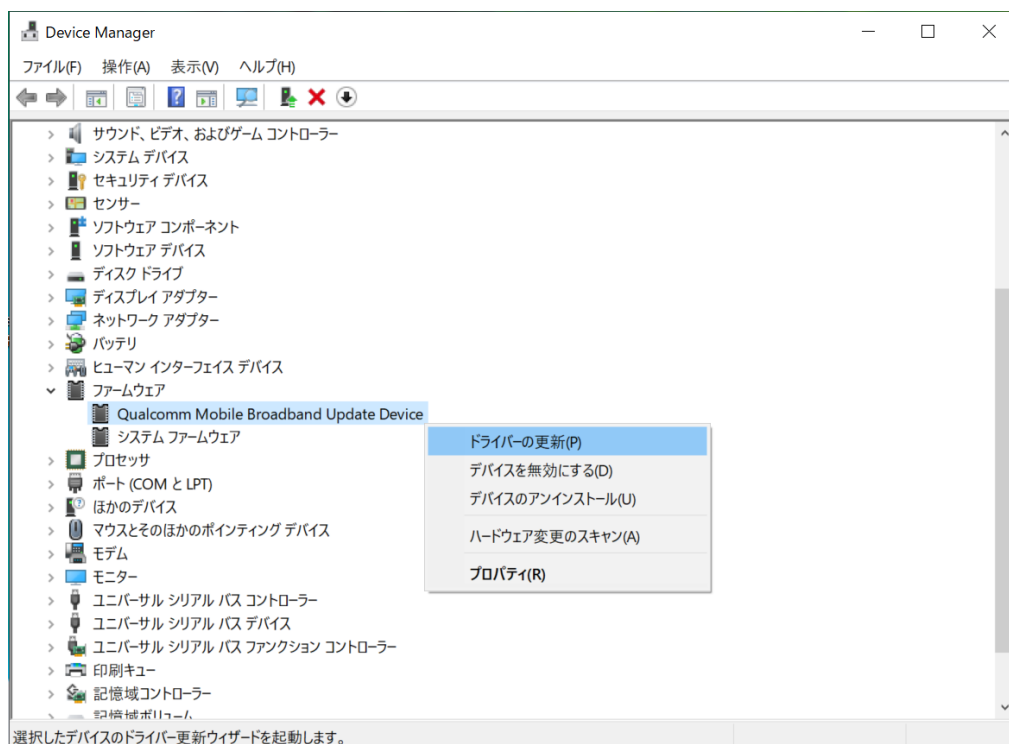 Device Manager
ファイル(F) 操作(A) 表示(V) ヘルプ(H)
サウンド、ビデオ、およびゲーム コントローラー
システム デバイス
セキュリティ デバイス
センサー
ソフトウェア コンポーネント
ソフトウェア デバイス
ディスク ドライブ
ディスプレイ アダプター
ネットワーク アダプター
バッテリ
ヒューマン インターフェイス デバイス
ファームウェア
Qualcomm Mobile Broadband Update Device
システム ファームウェア
プロセッサ
ポート (COM と LPT)
ほかのデバイス
マウスとそのほかのポインティング デバイス
モデム
モニター
ユニバーサル シリアル バス コントローラー
ユニバーサル シリアル バス デバイス
ユニバーサル シリアル バス ファンクション コントローラー
印刷キュー
記憶域コントローラー
記憶域ボリューム
ドライバーの更新(P)
デバイスを無効にする(D)
デバイスのアンインストール(U)
ハードウェア変更のスキャン(A)
プロパティ(R)
選択したデバイスのドライバー更新ウィザードを起動します。